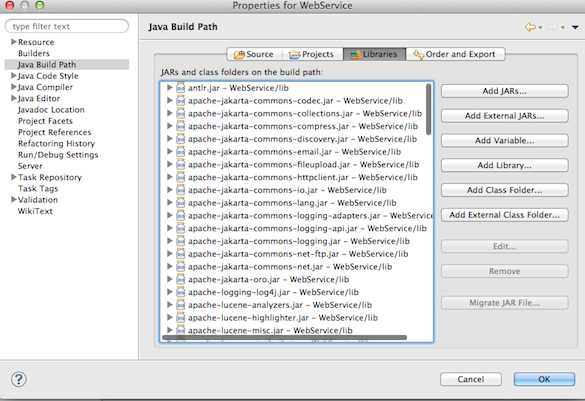 Properties for WebService
type filter text
Resource
Builders
Java Build Path
Java Code Style
Java Compiler
Java Editor
Javadoc Location
Project Facets
Project References
Refactoring History
Run/Debug Settings
Server
Task Repository
Task Tags
Validation
WikiText
Java Build Path
Source
Projects
Libraries
Order and Export
JARs and class folders on the build path:
antlr.jar - WebService/lib
apache-jakarta-commons-codec.jar - WebService/lib
apache-jakarta-commons-collections.jar - WebService/lib
apache-jakarta-commons-compress.jar - WebService/lib
apache-jakarta-commons-discovery.jar - WebService/lib
apache-jakarta-commons-email.jar - WebService/lib
apache-jakarta-commons-fileupload.jar - WebService/lib
apache-jakarta-commons-httpclient.jar - WebService/lib
apache-jakarta-commons-io.jar - WebService/lib
apache-jakarta-commons-lang.jar - WebService/lib
apache-jakarta-commons-logging-adapters.jar - WebServ
apache-jakarta-commons-logging-api.jar - WebService/lib
apache-jakarta-commons-logging.jar - WebService/lib
apache-jakarta-commons-net-ftp.jar - WebService/lib
apache-jakarta-commons-net.jar - WebService/lib
apache-jakarta-oro.jar - WebService/lib
apache-logging-log4j.jar - WebService/lib
apache-lucene-analyzers.jar - WebService/lib
apache-lucene-highlighter.jar - WebService/lib
apache-lucene-misc.jar - WebService/lib
Add JARs...
Add External JARs...
Add Variable...
Add Library...
Add Class Folder...
Add External Class Folder...
Edit...
Remove
Migrate JAR File...
?
Cancel
OK